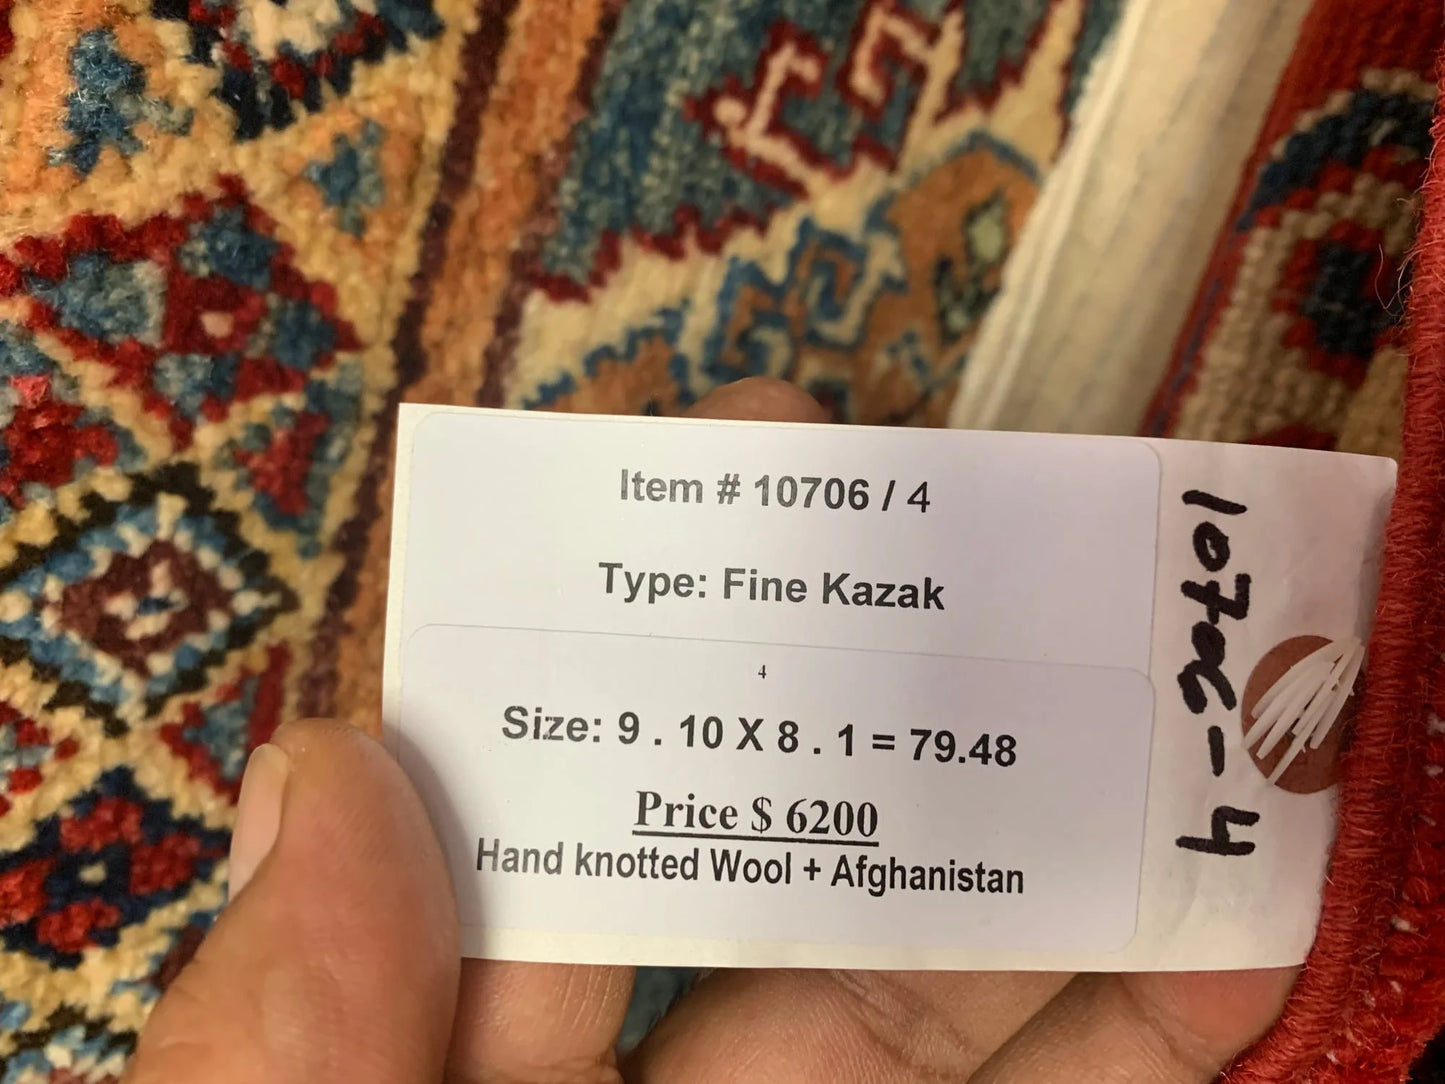 Item # 10706 / 4
Type: Fine Kazak
4
Size: 9 . 10 X 8 . 1 = 79.48
Price $ 6200
Hand knotted Wool + Afghanistan
10706-4